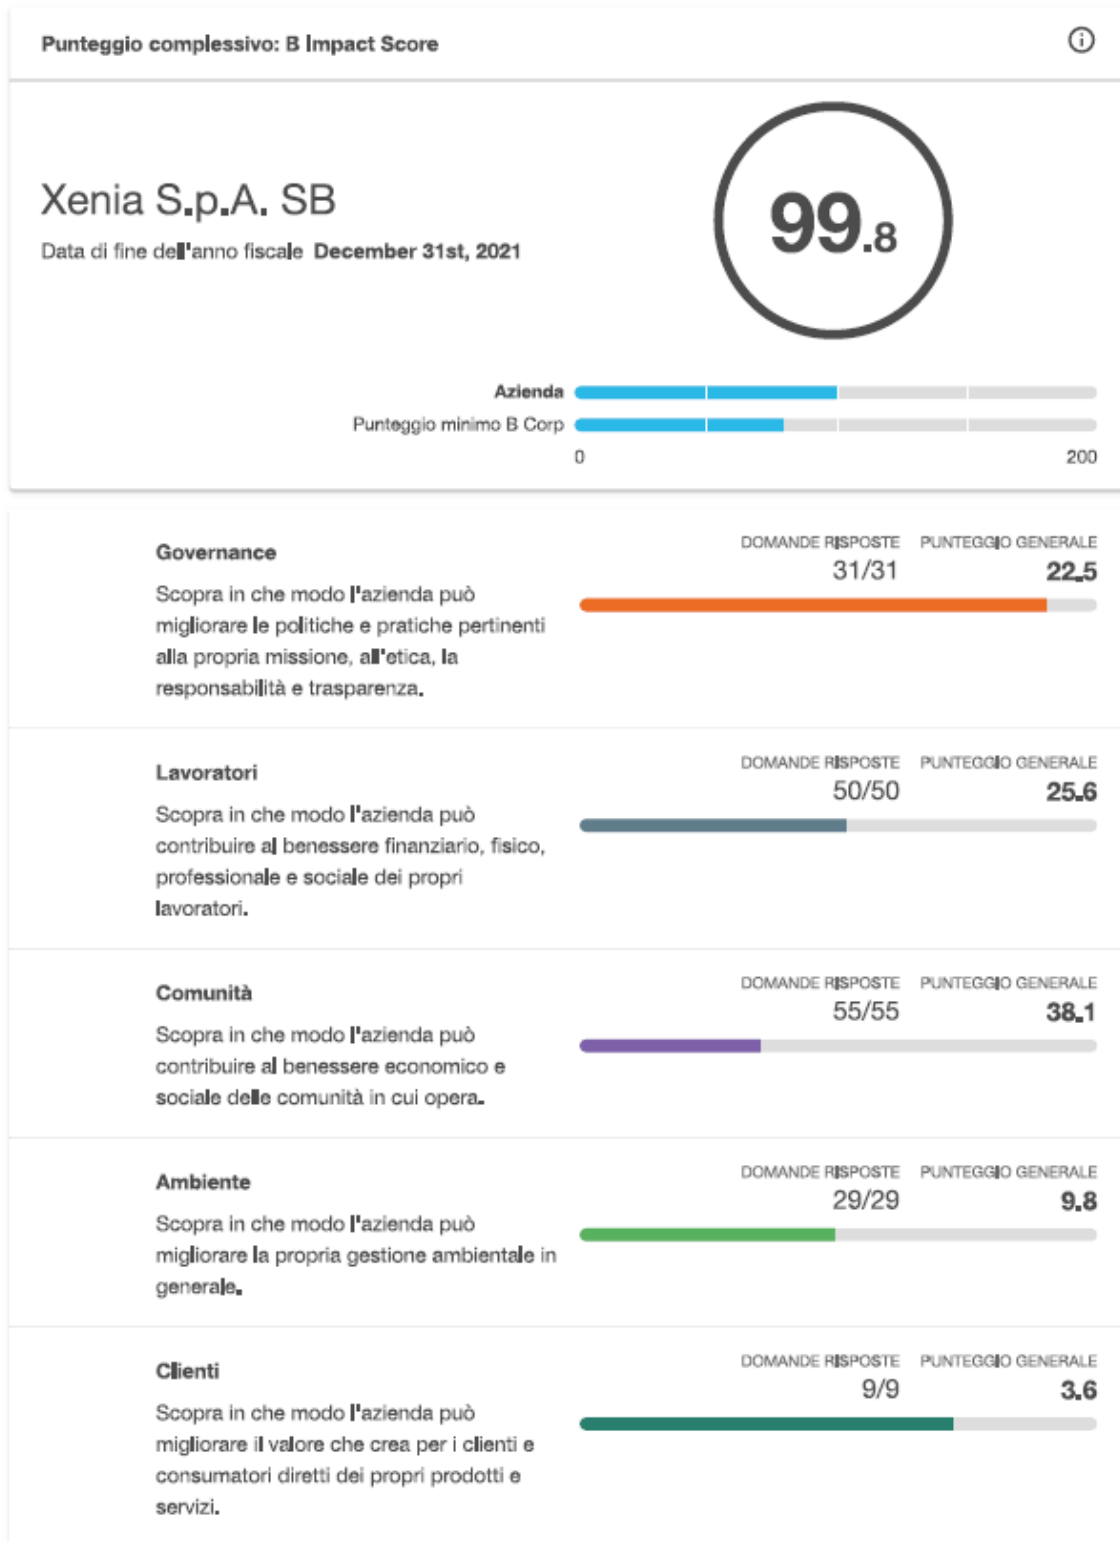 Punteggio complessivo: B Impact Score
Xenia S.p.A. SB
Data di fine dell'anno fiscale December 31st, 2021
99.8
Azienda
Punteggio minimo B Corp
0 200
Governance
Scopra in che modo l'azienda può
migliorare le politiche e pratiche pertinenti
alla propria missione, all'etica, la
responsabilità e trasparenza.
DOMANDE RISPOSTE PUNTEGGIO GENERALE
31/31 22.5
Lavoratori
Scopra in che modo l'azienda può
contribuire al benessere finanziario, fisico,
professionale e sociale dei propri
lavoratori.
DOMANDE RISPOSTE PUNTEGGIO GENERALE
50/50 25.6
Comunità
Scopra in che modo l'azienda può
contribuire al benessere economico e
sociale delle comunità in cui opera.
DOMANDE RISPOSTE PUNTEGGIO GENERALE
55/55 38.1
Ambiente
Scopra in che modo l'azienda può
migliorare la propria gestione ambientale in
generale.
DOMANDE RISPOSTE PUNTEGGIO GENERALE
29/29 9.8
Clienti
Scopra in che modo l'azienda può
migliorare il valore che crea per i clienti e
consumatori diretti dei propri prodotti e
servizi.
DOMANDE RISPOSTE PUNTEGGIO GENERALE
9/9 3.6